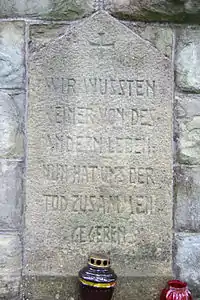 WIR WUSSTEN
KEINER VON DES
ANDERN LEBEN.
NUN HAT UNS DER
TOD ZUSAMMEN
GEGEBEN